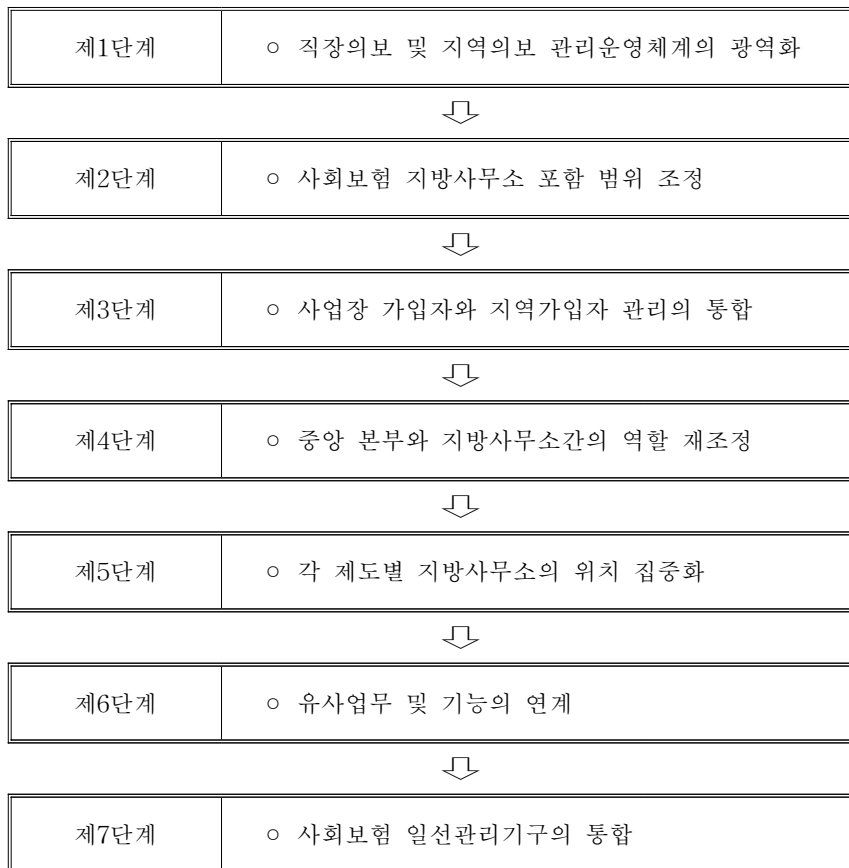 제1단계 ○ 직장의보 및 지역의보 관리운영체계의 광역화
제2단계 ○ 사회보험 지방사무소 포함 범위 조정
제3단계 ○ 사업장 가입자와 지역가입자 관리의 통합
제4단계 ○ 중앙 본부와 지방사무소간의 역할 재조정
제5단계 ○ 각 제도별 지방사무소의 위치 집중화
제6단계 ○ 유사업무 및 기능의 연계
제7단계 ○ 사회보험 일선관리기구의 통합